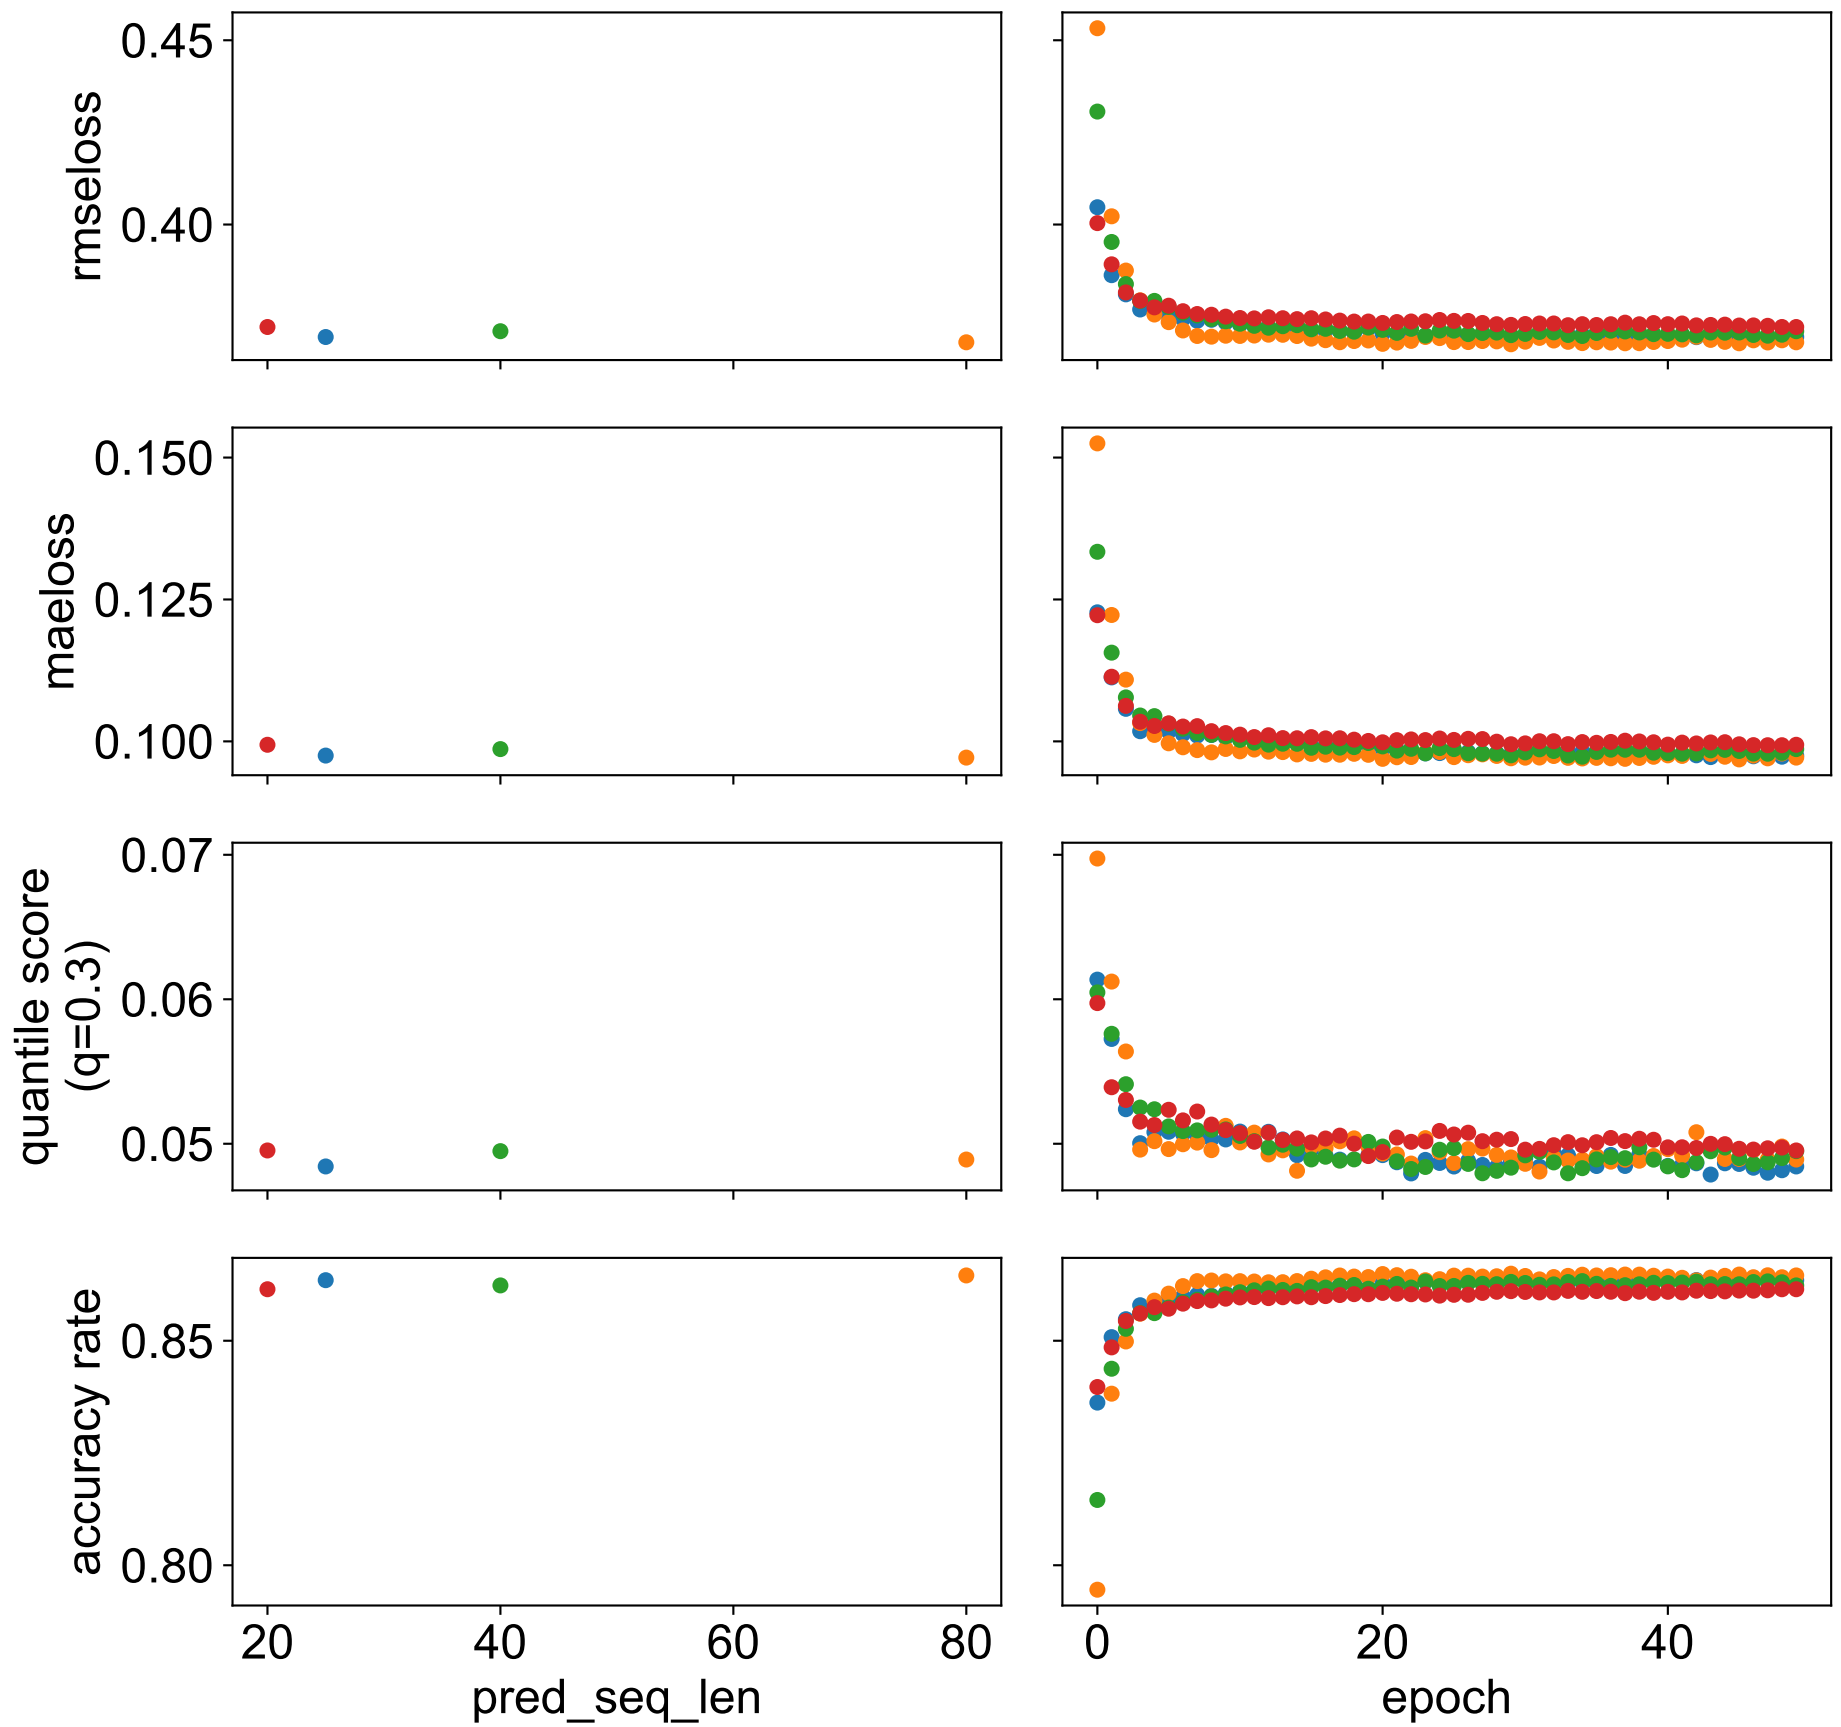 0.45
0.40
rmseloss
0.150
0.125
0.100
maeloss
0.07
0.06
0.05
quantile score
(q=0.3)
0.85
0.80
accuracy rate
20 40 60 80
pred_seq_len
0 20 40
epoch